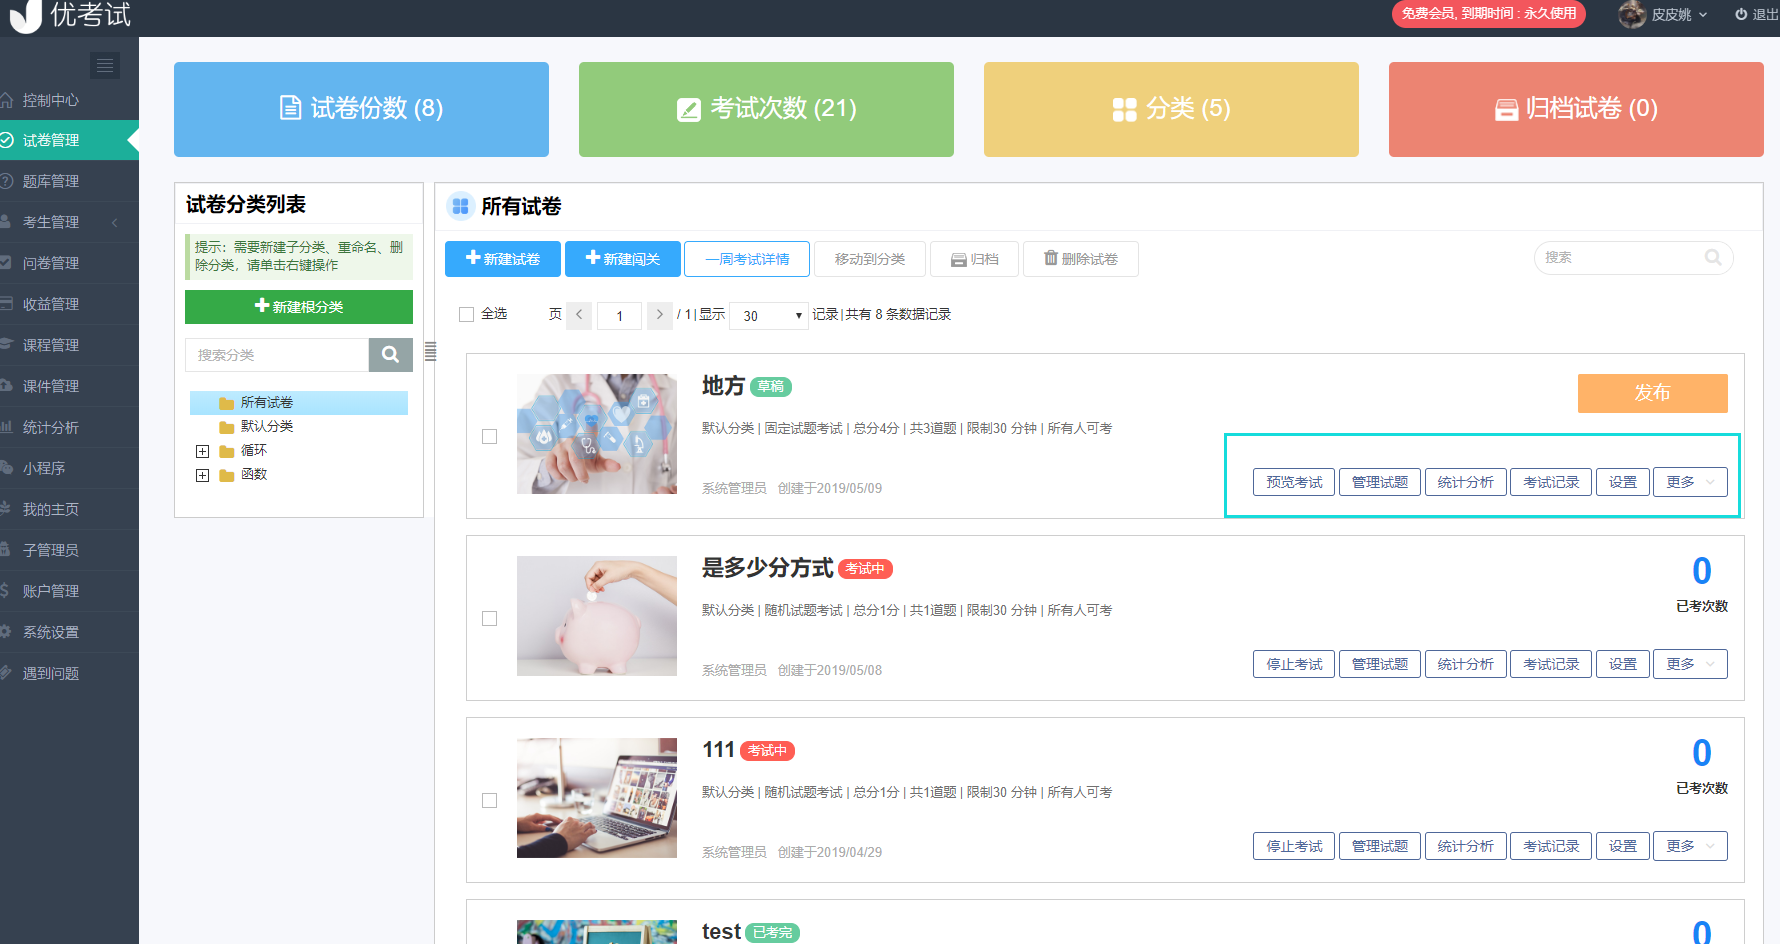 优考试
免费会员, 到期时间 : 永久使用
皮皮姚
退出
控制中心
试卷管理
题库管理
考生管理
问卷管理
收益管理
课程管理
课件管理
统计分析
小程序
我的主页
子管理员
账户管理
系统设置
遇到问题
试卷份数 (8)
考试次数 (21)
分类 (5)
归档试卷 (0)
试卷分类列表
提示：需要新建子分类、重命名、删
除分类，请单击右键操作
新建根分类
搜索分类
所有试卷
默认分类
循环
函数
所有试卷
新建试卷
新建闯关
一周考试详情
移动到分类
归档
删除试卷
搜索
全选
页 < 1 > / 1 | 显示 30 记录 | 共有 8 条数据记录
地方 草稿
发布
默认分类 | 固定试题考试 | 总分4分 | 共3道题 | 限制30 分钟 | 所有人可考
系统管理员 创建于2019/05/09
预览考试 管理试题 统计分析 考试记录 设置 更多
是多少分方式 考试中
0
已考次数
默认分类 | 随机试题考试 | 总分1分 | 共1道题 | 限制30 分钟 | 所有人可考
系统管理员 创建于2019/05/08
停止考试 管理试题 统计分析 考试记录 设置 更多
111 考试中
0
已考次数
默认分类 | 随机试题考试 | 总分1分 | 共1道题 | 限制30 分钟 | 所有人可考
系统管理员 创建于2019/04/29
停止考试 管理试题 统计分析 考试记录 设置 更多
test 已考完
0